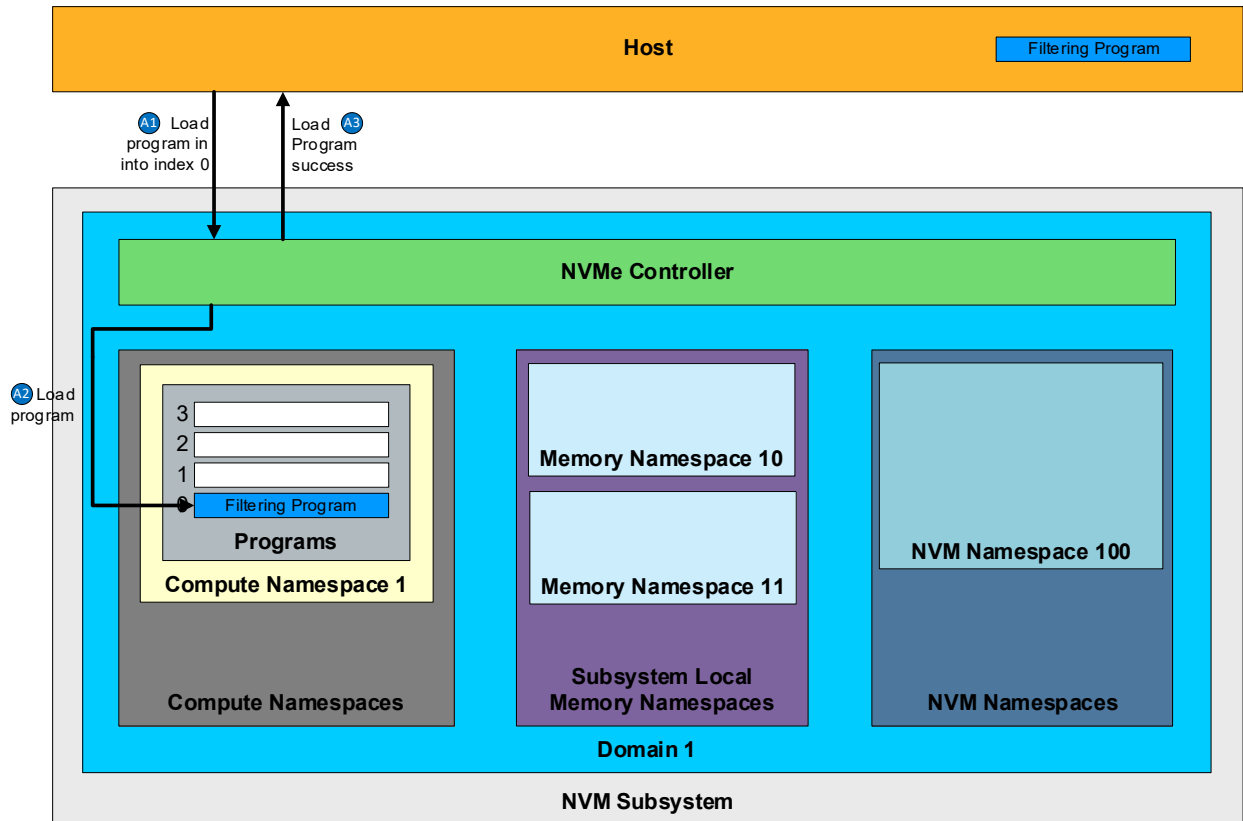 Host
Filtering Program
A1 Load
program in
into index 0
Load A3
Program
success
NVMe Controller
A2 Load
program
3
2
1
0
Filtering Program
Programs
Compute Namespace 1
Compute Namespaces
Memory Namespace 10
Memory Namespace 11
Subsystem Local
Memory Namespaces
NVM Namespace 100
NVM Namespaces
Domain 1
NVM Subsystem